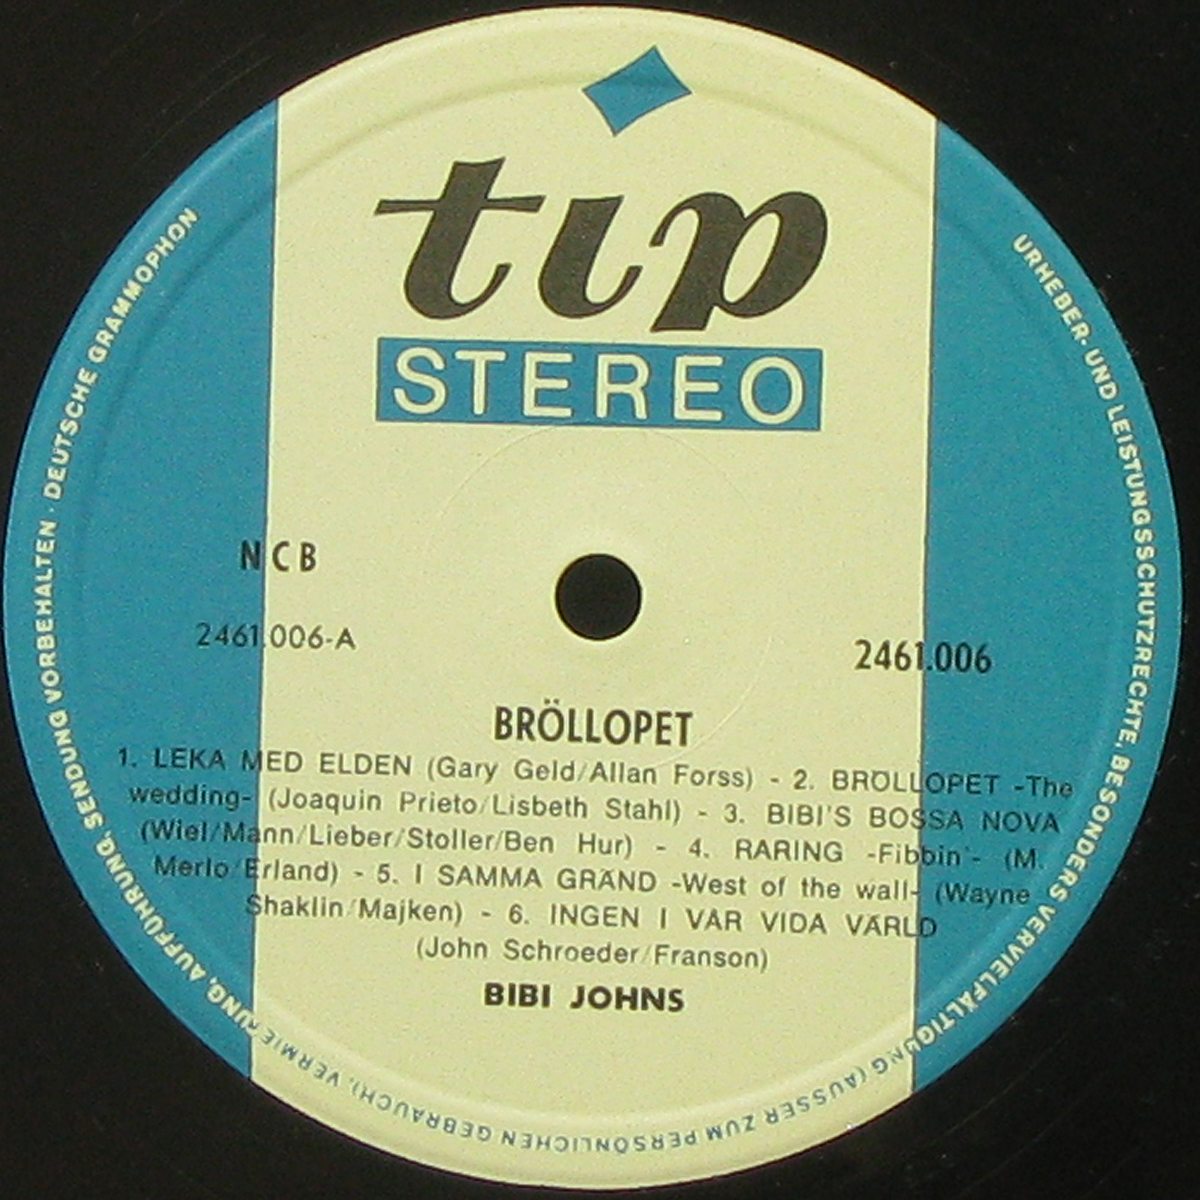 tip
STEREO
NCB
2461.006-A
2461.006
BRÖLLOPET
1. LEKA MED ELDEN (Gary Geld/Allan Forss) - 2. BRÖLLOPET -The
wedding- (Joaquin Prieto/Lisbeth Stahl) - 3. BIBI'S BOSSA NOVA
(Wiel/Mann/Lieber/Stoller/Ben Hur) - 4. RARING -Fibbin'- (M.
Merlo/Erland) - 5. I SAMMA GRÄND -West of the wall- (Wayne
Shaklin/Majken) - 6. INGEN I VÅR VIDA VÄRLD
(John Schroeder/Franson)
BIBI JOHNS
URHEBER- UND LEISTUNGSSCHUTZRECHTE, BESONDERS VERVIELFÄLTIGUNG (AUSSER ZUM PERSÖNLICHEN GEBRAUCH), VERMIETUNG, AUFFÜHRUNG, SENDUNG VORBEHALTEN · DEUTSCHE GRAMMOPHON